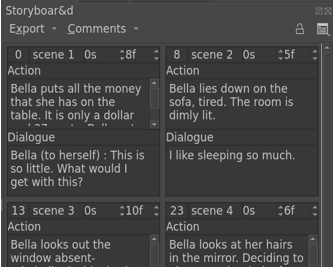 Storyboar&d
Export Comments
0 scene 1 0s 8f
8 scene 2 0s 5f
Action
Bella puts all the money
that she has on the
table. It is only a dollar
Action
Bella lies down on the
sofa, tired. The room is
dimly lit.
Dialogue
Bella (to herself) : This is
so little. What would I
get with this?
Dialogue
I like sleeping so much.
13 scene 3 0s 10f
23 scene 4 0s 6f
Action
Bella looks out the
window absent-
Action
Bella looks at her hairs
in the mirror. Deciding to